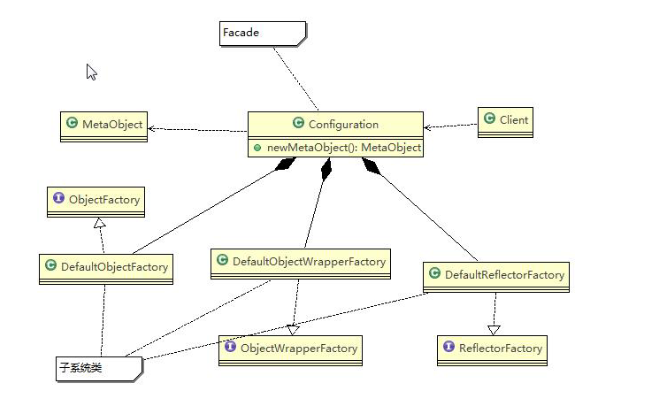 Facade
MetaObject
Configuration
Client
newMetaObject(): MetaObject
ObjectFactory
DefaultObjectFactory
DefaultObjectWrapperFactory
DefaultReflectorFactory
ObjectWrapperFactory
ReflectorFactory
子系统类